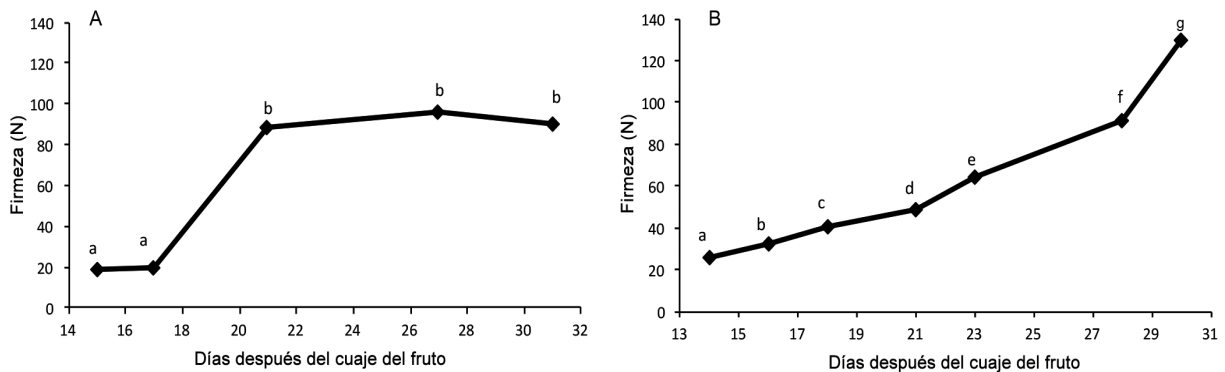 A
Firmeza (N)
140
120
100
80
60
40
20
0
a
a
b
b
b
14
16
18
20
22
24
26
28
30
32
Días después del cuaje del fruto
B
Firmeza (N)
140
120
100
80
60
40
20
0
a
b
c
d
e
f
g
13
15
17
19
21
23
25
27
29
31
Días después del cuaje del fruto